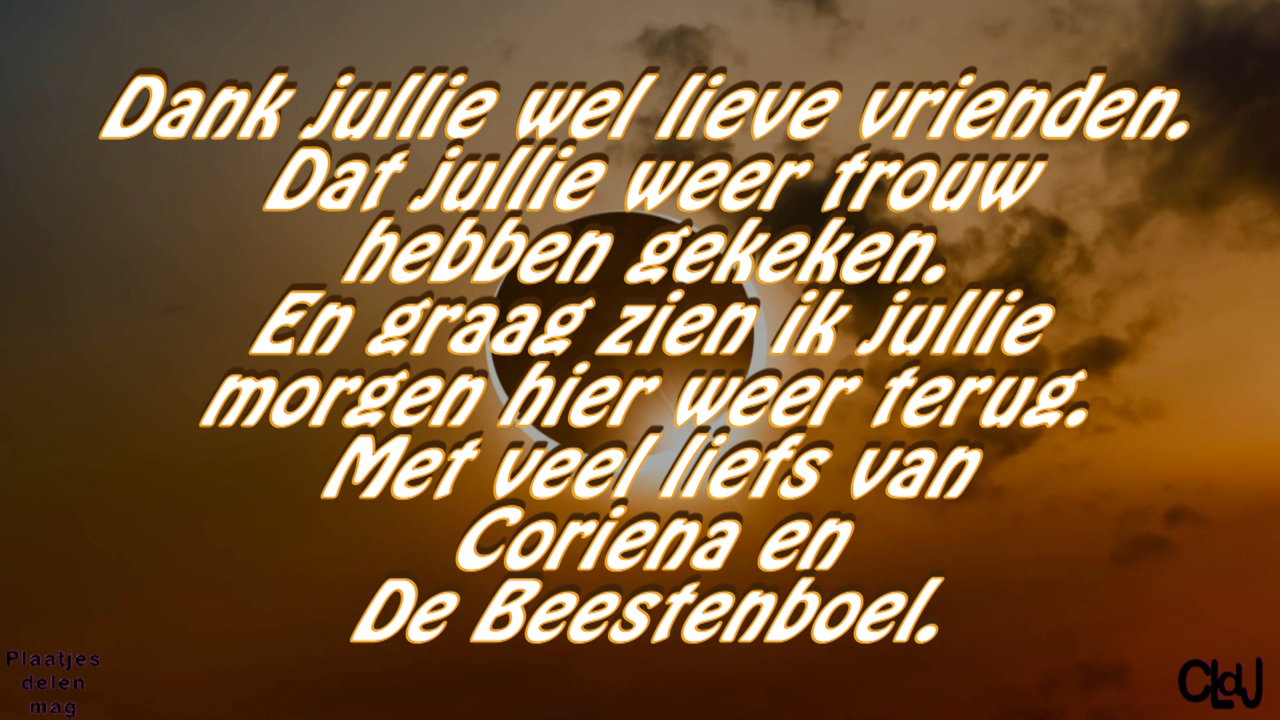 Dank jullie wel lieve vrienden.
Dat jullie weer trouw
hebben gekeken.
En graag zien ik jullie
morgen hier weer terug.
Met veel liefs van
Coriena en
De Beestenboel.
Plaatjes
delen
mag
CLdJ